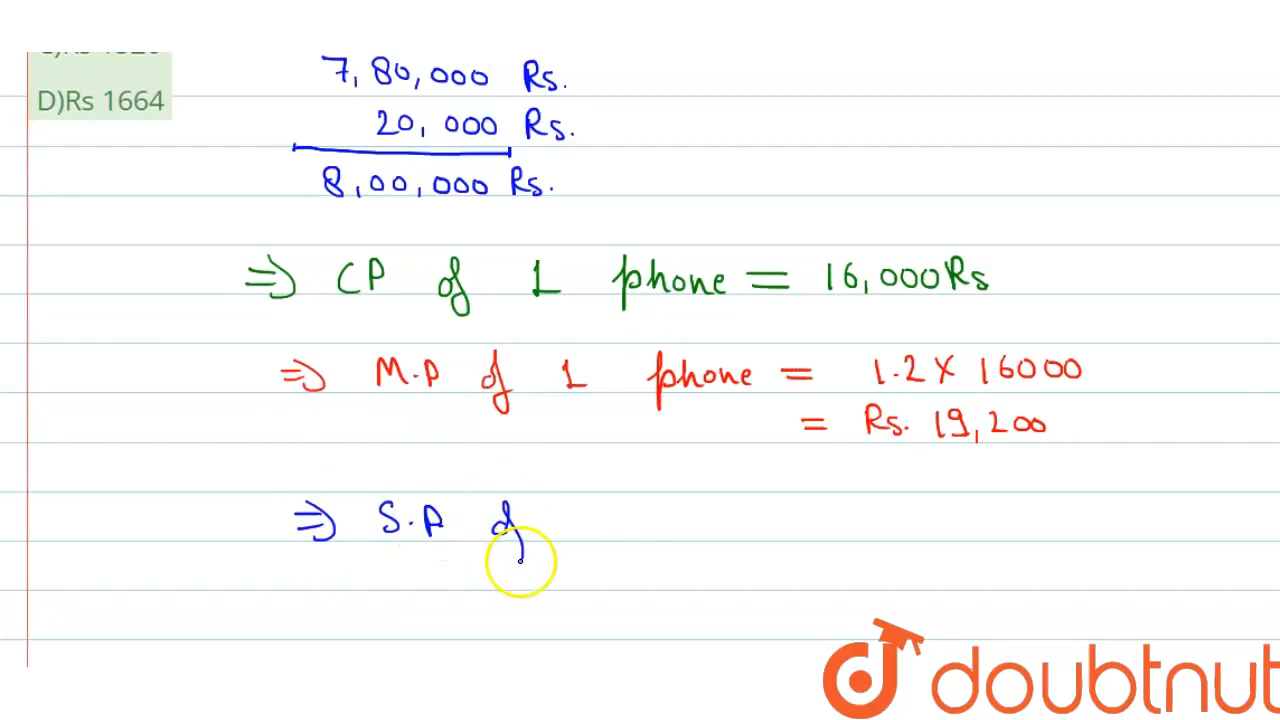 D)Rs 1664
7,80,000 Rs.
20,000 Rs.
8,00,000 Rs.
⇒ CP of 1 phone = 16,000Rs
⇒ M.P of 1 phone = 1.2 X 16000
= Rs. 19,200
⇒ S.P of
doubtnut